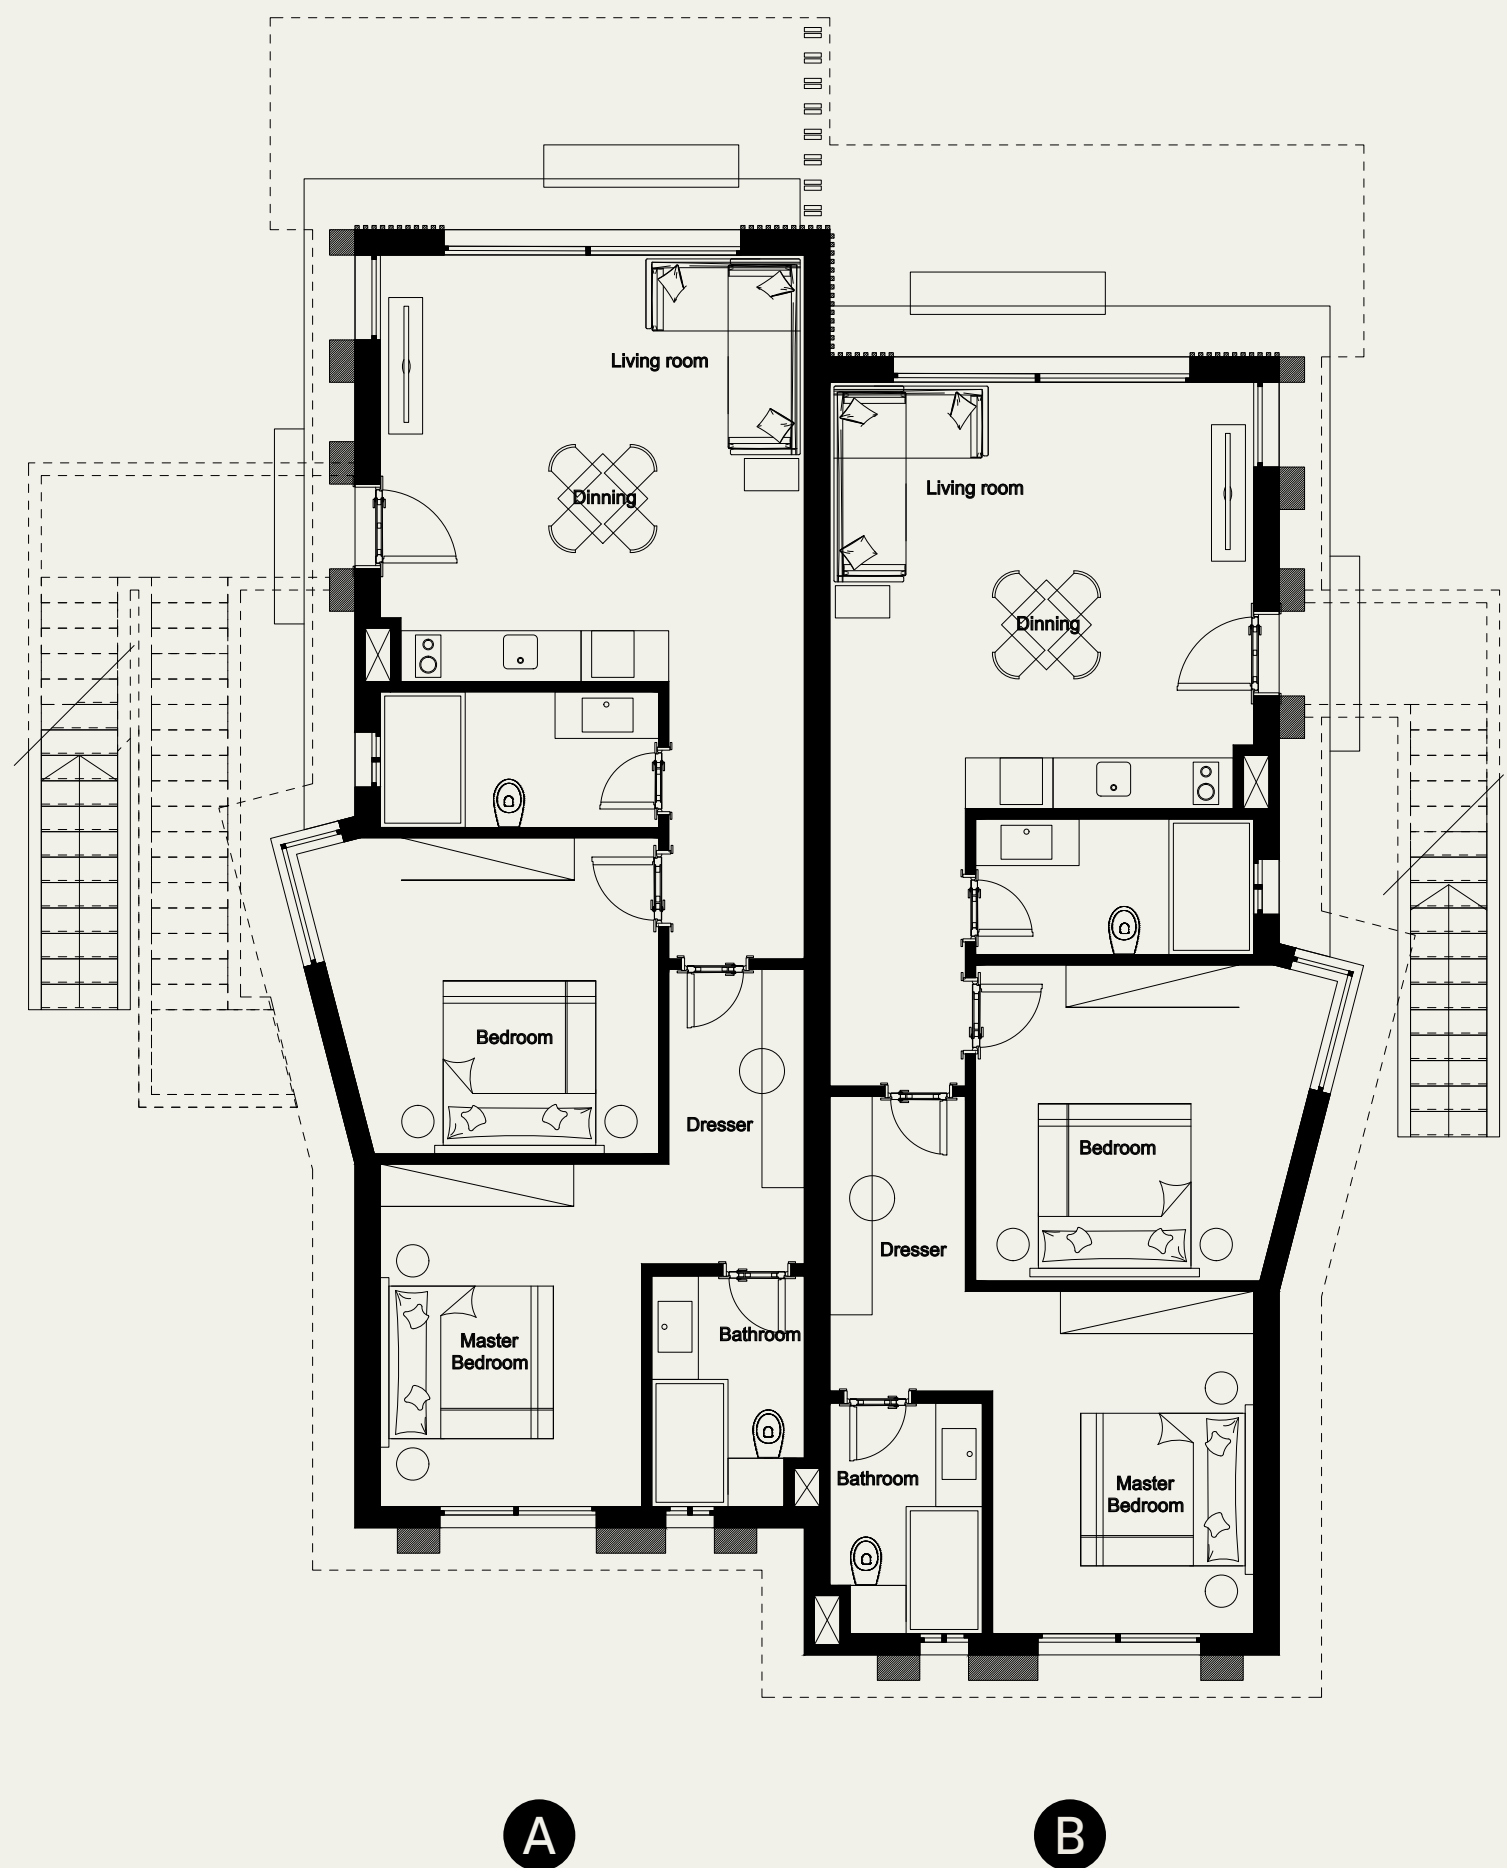 Living room
Dinning
Living room
Dinning
Bedroom
Dresser
Bedroom
Dresser
Master
Bedroom
Bathroom
Bathroom
Master
Bedroom
A
B